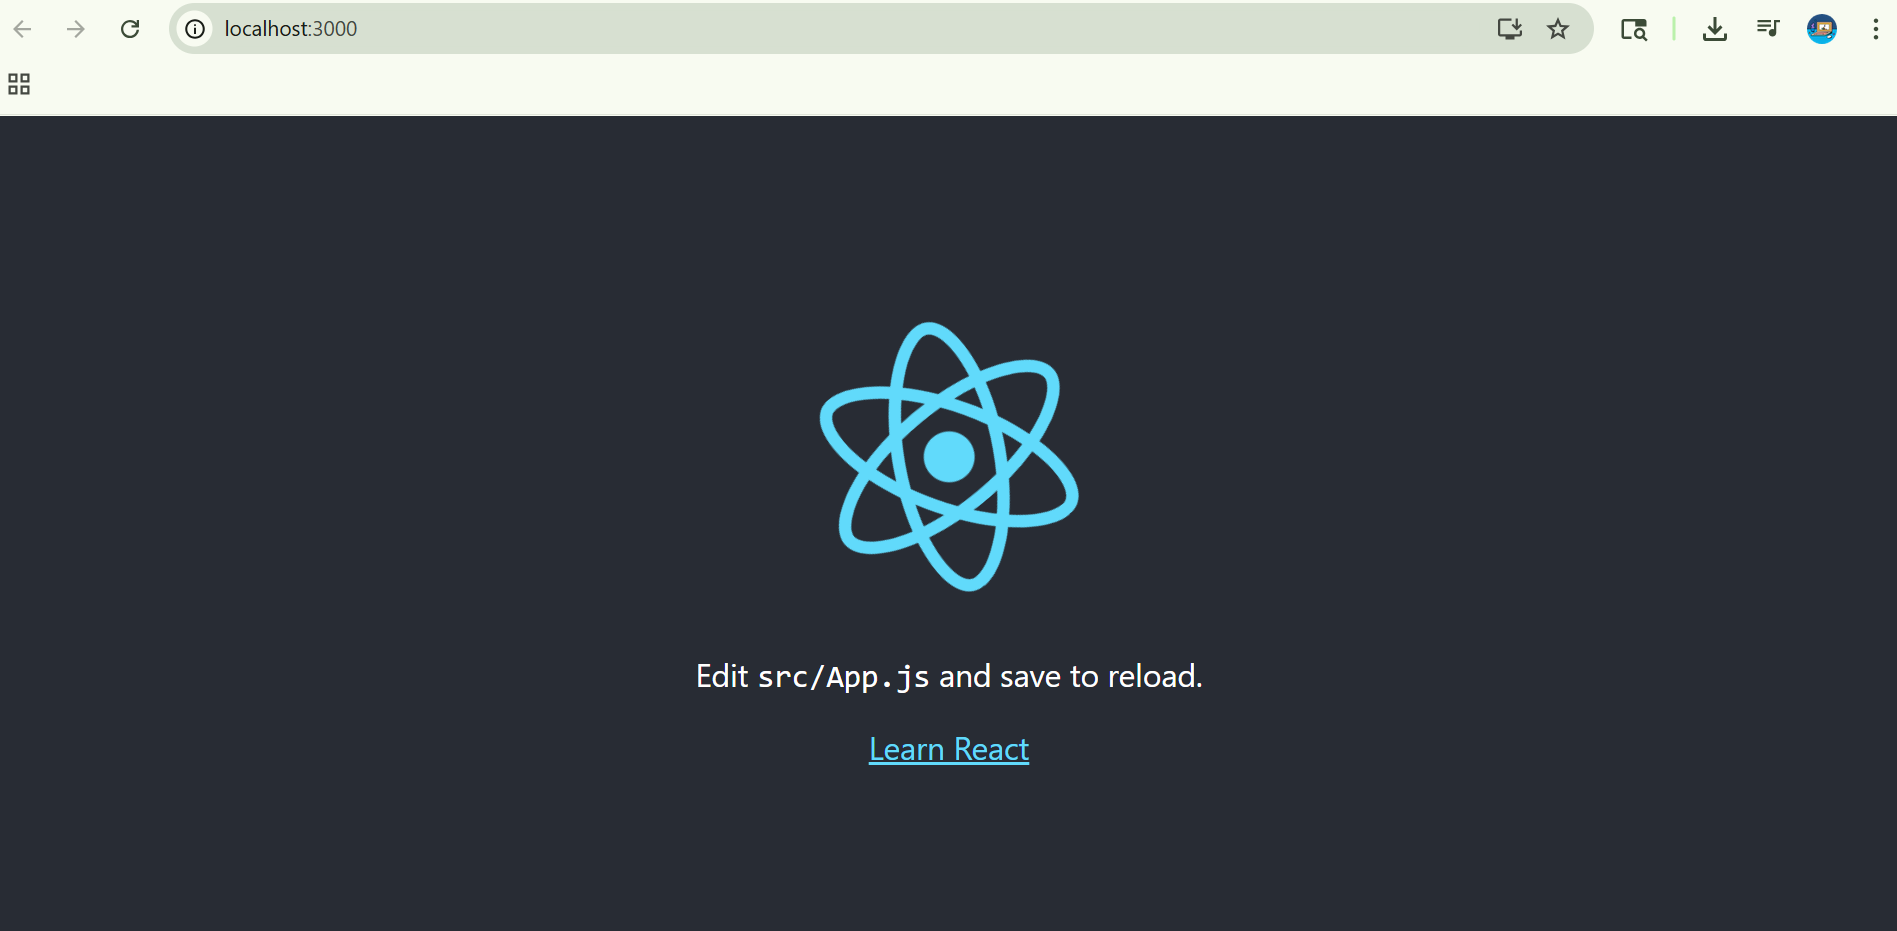 localhost:3000
Edit src/App.js and save to reload.
Learn React